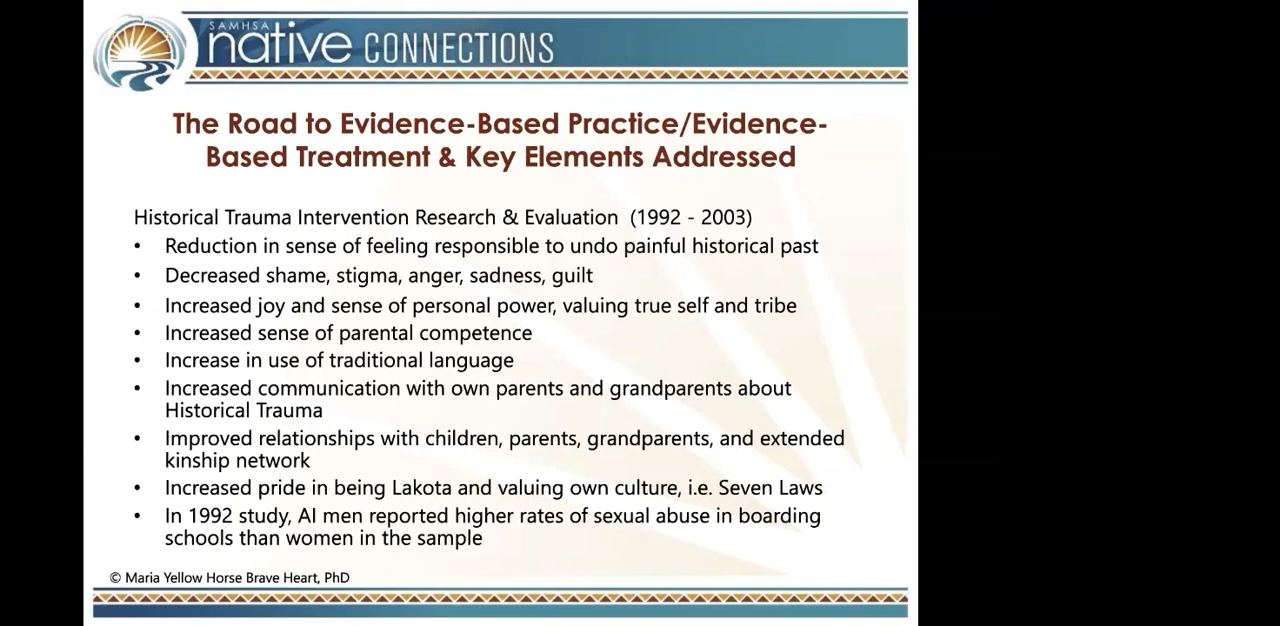 SAMHSA
native CONNECTIONS
The Road to Evidence-Based Practice/Evidence-
Based Treatment & Key Elements Addressed
Historical Trauma Intervention Research & Evaluation (1992 - 2003)
• Reduction in sense of feeling responsible to undo painful historical past
• Decreased shame, stigma, anger, sadness, guilt
• Increased joy and sense of personal power, valuing true self and tribe
• Increased sense of parental competence
• Increase in use of traditional language
• Increased communication with own parents and grandparents about
Historical Trauma
• Improved relationships with children, parents, grandparents, and extended
kinship network
• Increased pride in being Lakota and valuing own culture, i.e. Seven Laws
• In 1992 study, AI men reported higher rates of sexual abuse in boarding
schools than women in the sample
© Maria Yellow Horse Brave Heart, PhD